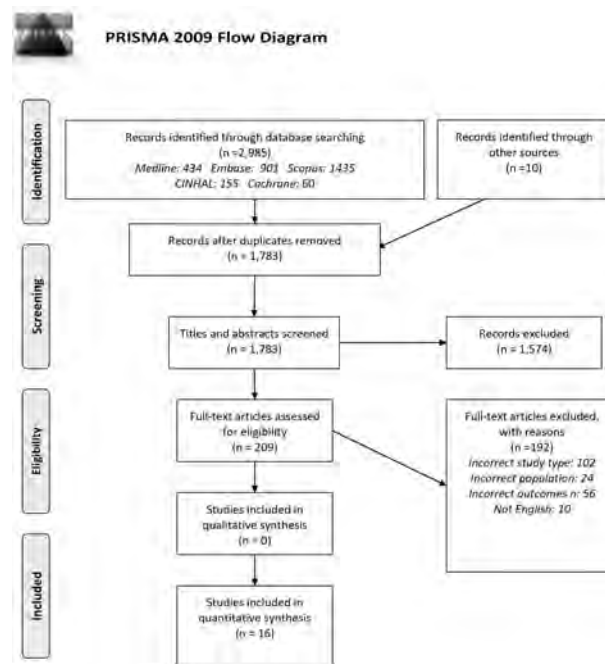 PRISMA 2009 Flow Diagram
Identification
Records identified through database searching
(n =2,985)
Medline: 434 Embase: 901 Scopus: 1435
CINHAL: 155 Cochrane: 60
Records identified through
other sources
(n =10)
Records after duplicates removed
(n = 1,783)
Screening
Titles and abstracts screened
(n = 1,783)
Records excluded
(n = 1,574)
Eligibility
Full-text articles assessed
for eligibility
(n = 209)
Full-text articles excluded,
with reasons
(n =192)
Incorrect study type: 102
Incorrect population: 24
Incorrect outcomes n: 56
Not English: 10
Studies included in
qualitative synthesis
(n = 0)
Included
Studies included in
quantitative synthesis
(n = 16)